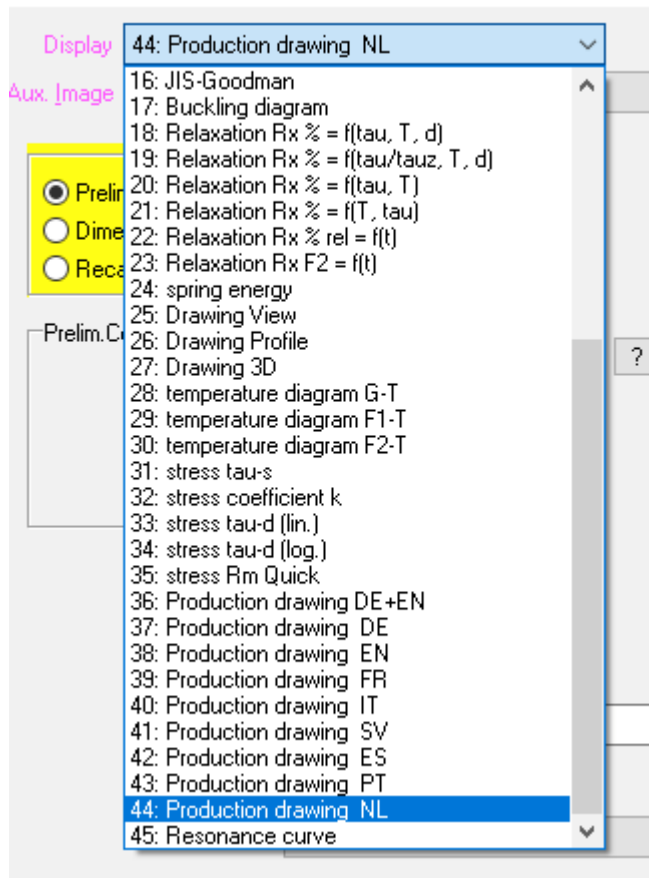 Display 44: Production drawing  NL
Aux. Image
16: JIS-Goodman
17: Buckling diagram
18: Relaxation Rx % = f(tau, T, d)
19: Relaxation Rx % = f(tau/tauz, T, d)
20: Relaxation Rx % = f(tau, T)
21: Relaxation Rx % = f(T, tau)
22: Relaxation Rx % rel = f(t)
23: Relaxation Rx F2 = f(t)
24: spring energy
25: Drawing View
26: Drawing Profile
27: Drawing 3D
28: temperature diagram G-T
29: temperature diagram F1-T
30: temperature diagram F2-T
31: stress tau-s
32: stress coefficient k
33: stress tau-d (lin.)
34: stress tau-d (log.)
35: stress Rm Quick
36: Production drawing DE+EN
37: Production drawing  DE
38: Production drawing  EN
39: Production drawing  FR
40: Production drawing  IT
41: Production drawing  SV
42: Production drawing  ES
43: Production drawing  PT
44: Production drawing  NL
45: Resonance curve
Prelim
Dime
Reca
Prelim.C
?